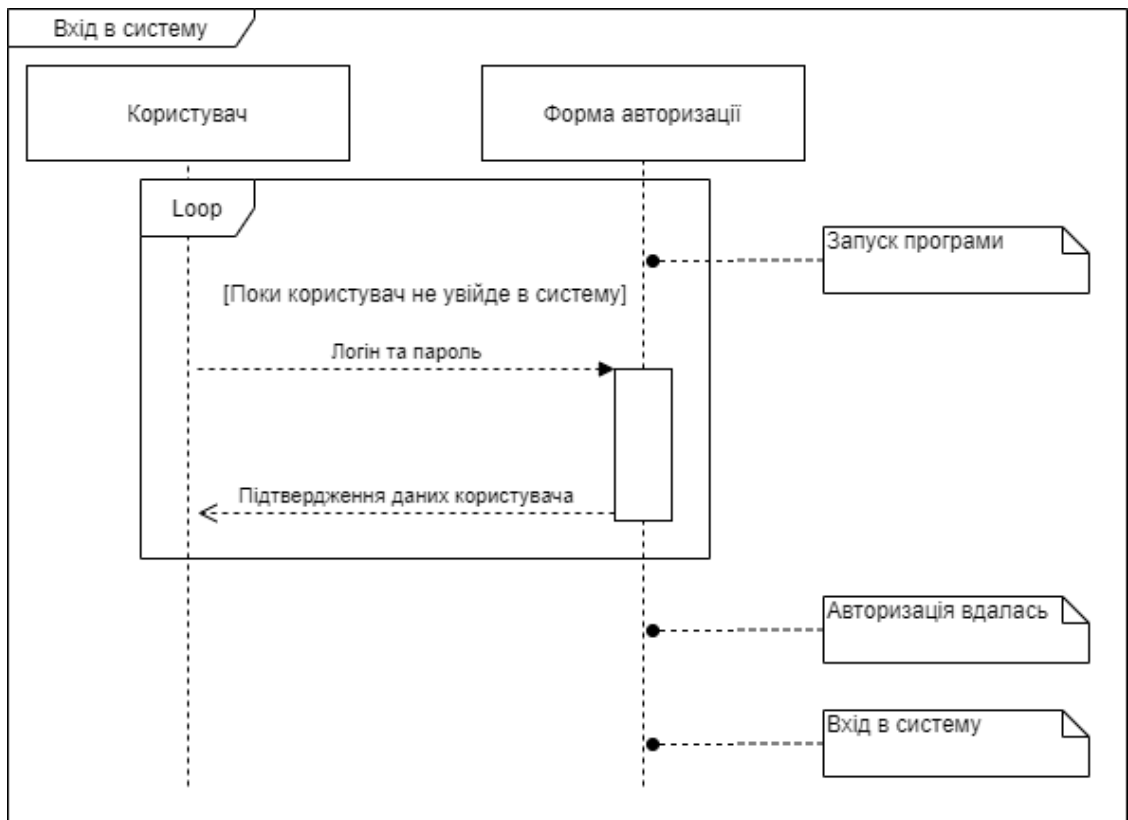 Вхід в систему
Користувач
Форма авторизації
Loop
Запуск програми
[Поки користувач не увійде в систему]
Логін та пароль
Підтвердження даних користувача
Авторизація вдалась
Вхід в систему